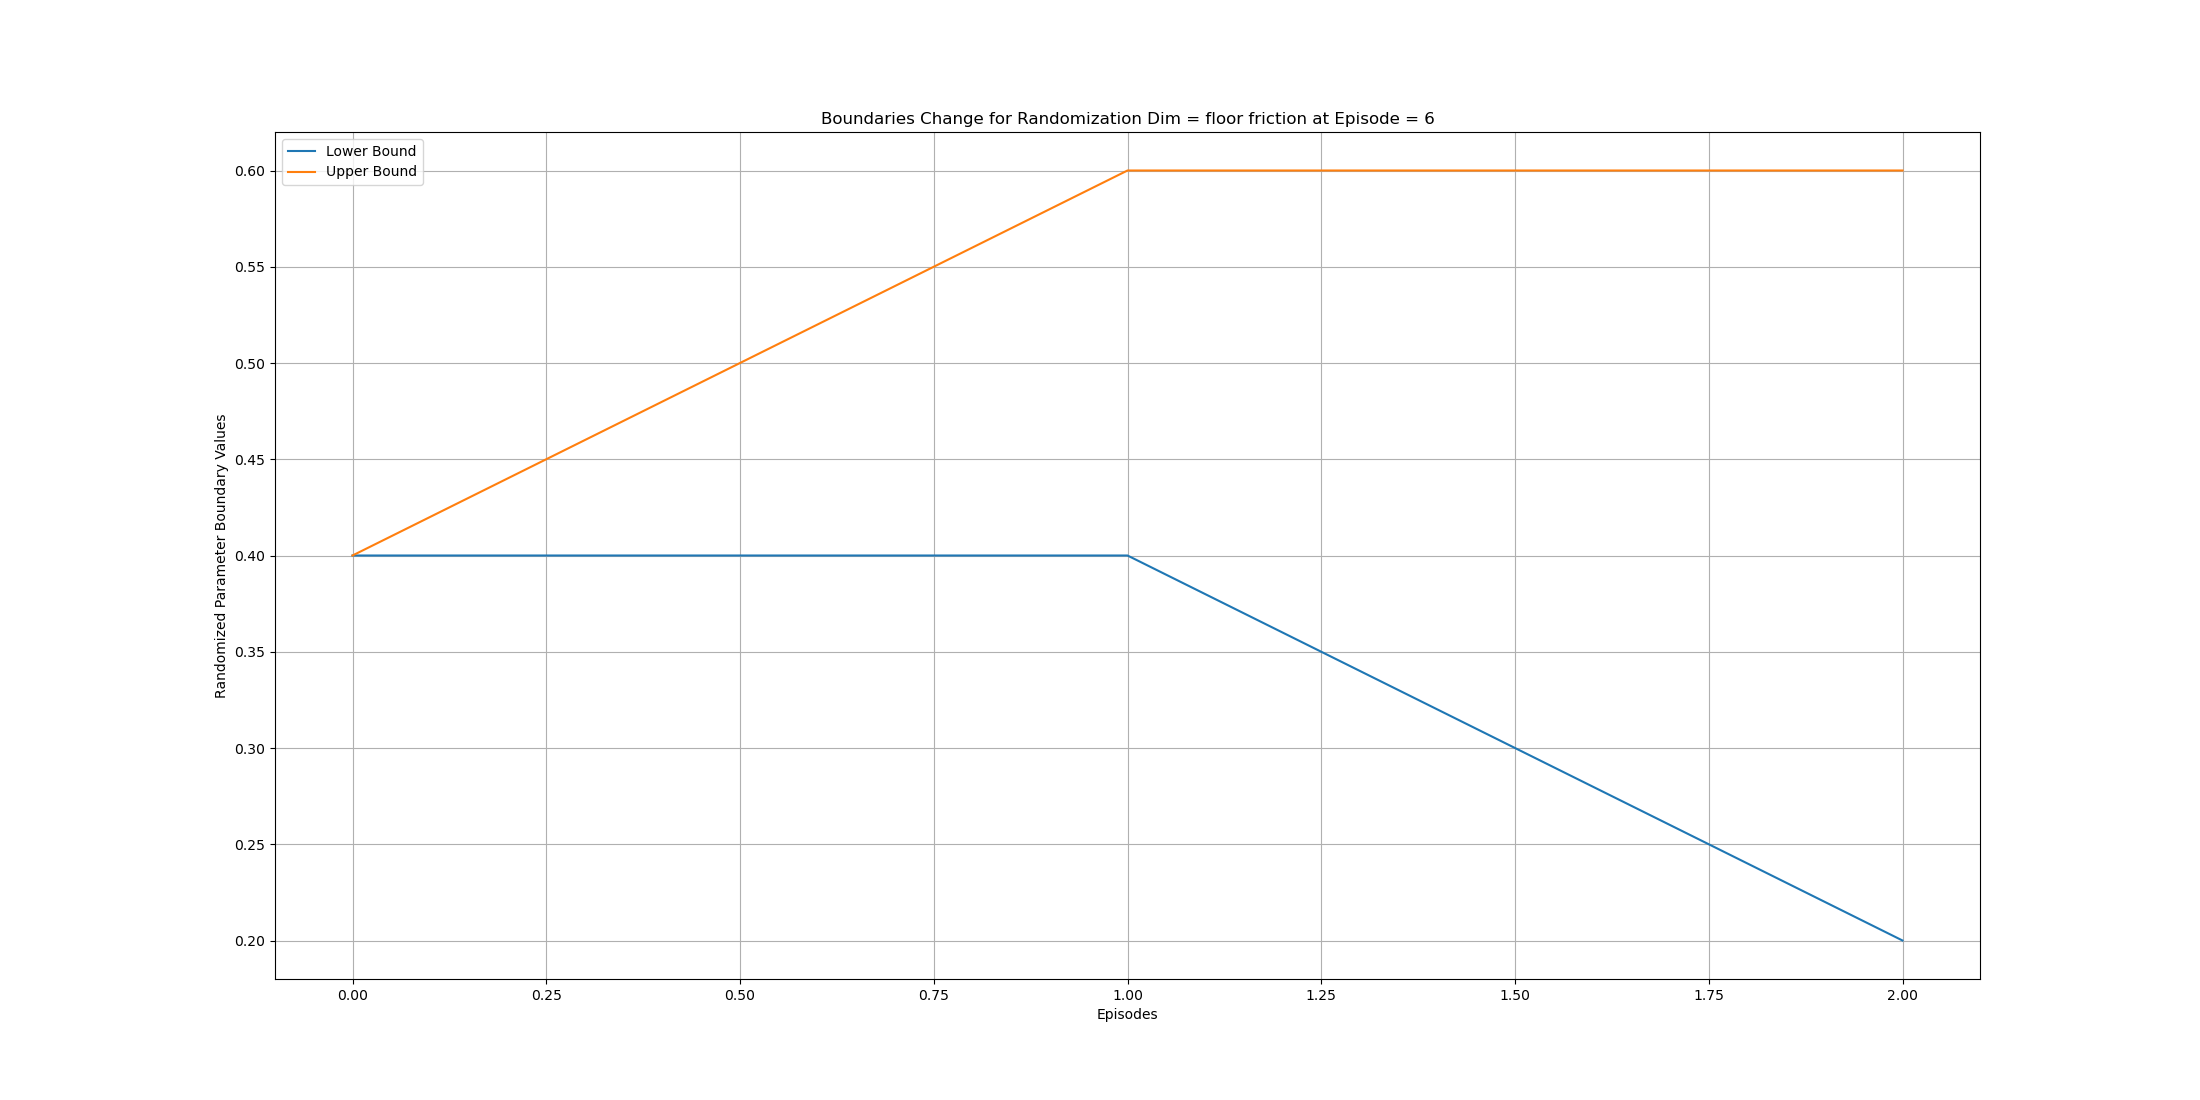 Boundaries Change for Randomization Dim = floor friction at Episode = 6
Lower Bound
Upper Bound
Randomized Parameter Boundary Values
0.60
0.55
0.50
0.45
0.40
0.35
0.30
0.25
0.20
0.00 0.25 0.50 0.75 1.00 1.25 1.50 1.75 2.00
Episodes